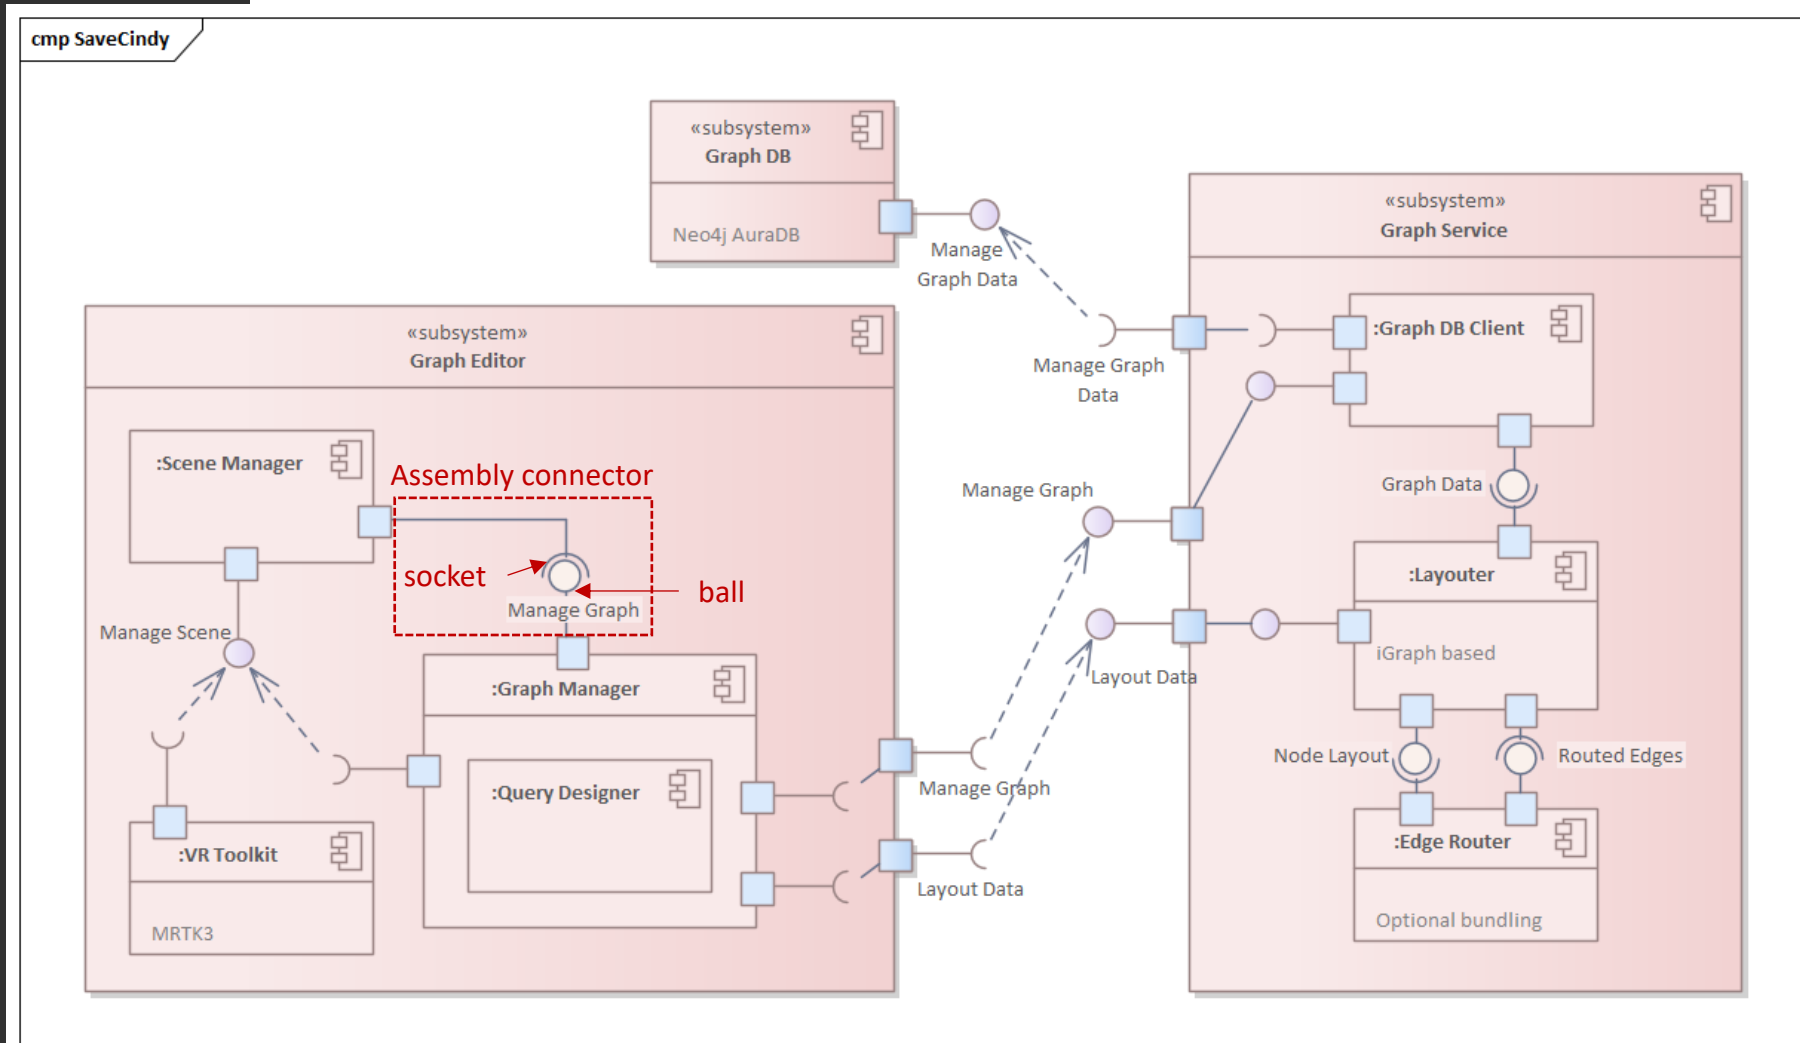 cmp SaveCindy
«subsystem»
Graph DB
Neo4j AuraDB
Manage
Graph Data
«subsystem»
Graph Service
:Graph DB Client
Manage Graph
Data
«subsystem»
Graph Editor
:Scene Manager
Assembly connector
socket
ball
Manage Graph
Manage Scene
:Graph Manager
:Query Designer
:VR Toolkit
MRTK3
Manage Graph
Layout Data
Manage Graph
Layout Data
Graph Data
:Layouter
iGraph based
Node Layout
Routed Edges
:Edge Router
Optional bundling